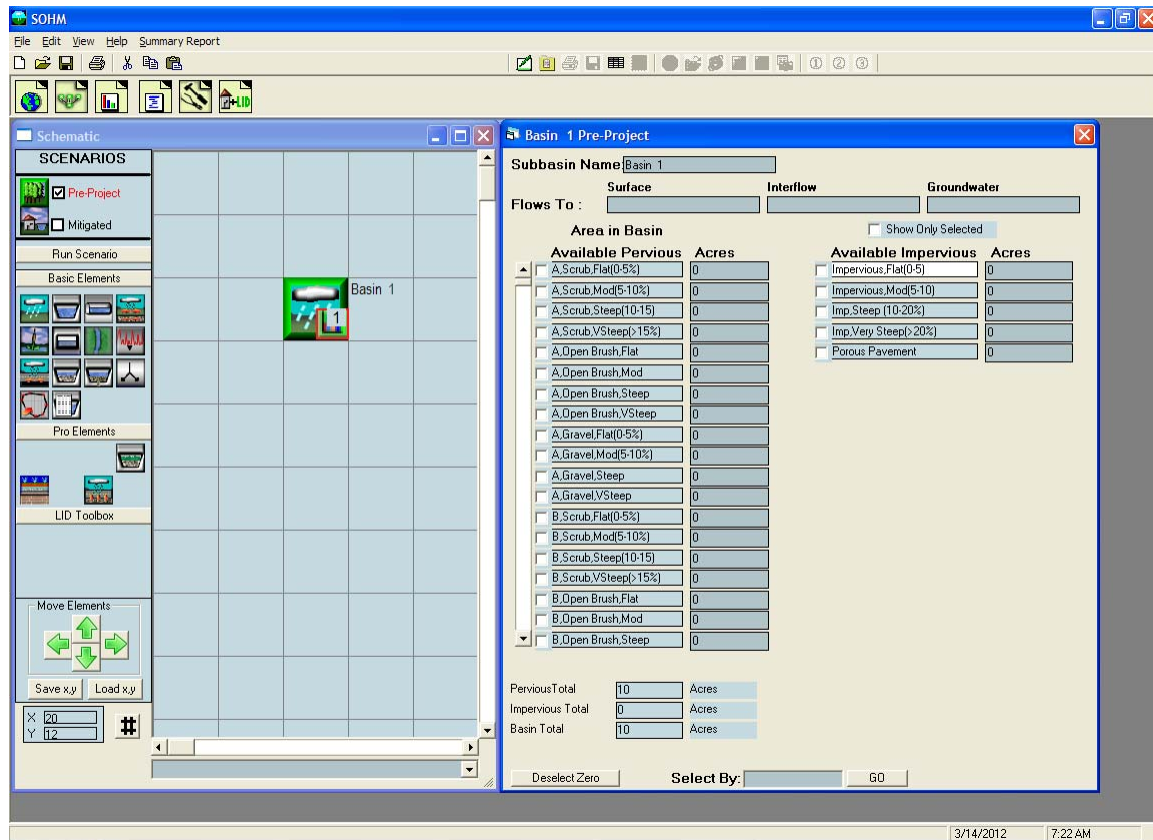 SOHM
File Edit View Help Summary Report
① ② ③
+LID
Schematic
SCENARIOS
Pre-Project
Mitigated
Run Scenario
Basic Elements
Pro Elements
LID Toolbox
Move Elements
Save x,y Load x,y
X 20
Y 12
#
Basin 1
1
Basin 1 Pre-Project
Subbasin Name: Basin 1
Surface Interflow Groundwater
Flows To :
Area in Basin Show Only Selected
Available Pervious Acres Available Impervious Acres
A,Scrub,Flat(0-5%) 0 Impervious,Flat(0-5) 0
A,Scrub,Mod(5-10%) 0 Impervious,Mod(5-10) 0
A,Scrub,Steep(10-15) 0 Imp,Steep (10-20%) 0
A,Scrub,VSteep(>15%) 0 Imp,Very Steep(>20%) 0
A,Open Brush,Flat 0 Porous Pavement 0
A,Open Brush,Mod 0
A,Open Brush,Steep 0
A,Open Brush,VSteep 0
A,Gravel,Flat(0-5%) 0
A,Gravel,Mod(5-10%) 0
A,Gravel,Steep 0
A,Gravel,VSteep 0
B,Scrub,Flat(0-5%) 0
B,Scrub,Mod(5-10%) 0
B,Scrub,Steep(10-15) 0
B,Scrub,VSteep(>15%) 0
B,Open Brush,Flat 0
B,Open Brush,Mod 0
B,Open Brush,Steep 0
PerviousTotal 10 Acres
Impervious Total 0 Acres
Basin Total 10 Acres
Deselect Zero Select By: GO
3/14/2012 7:22 AM